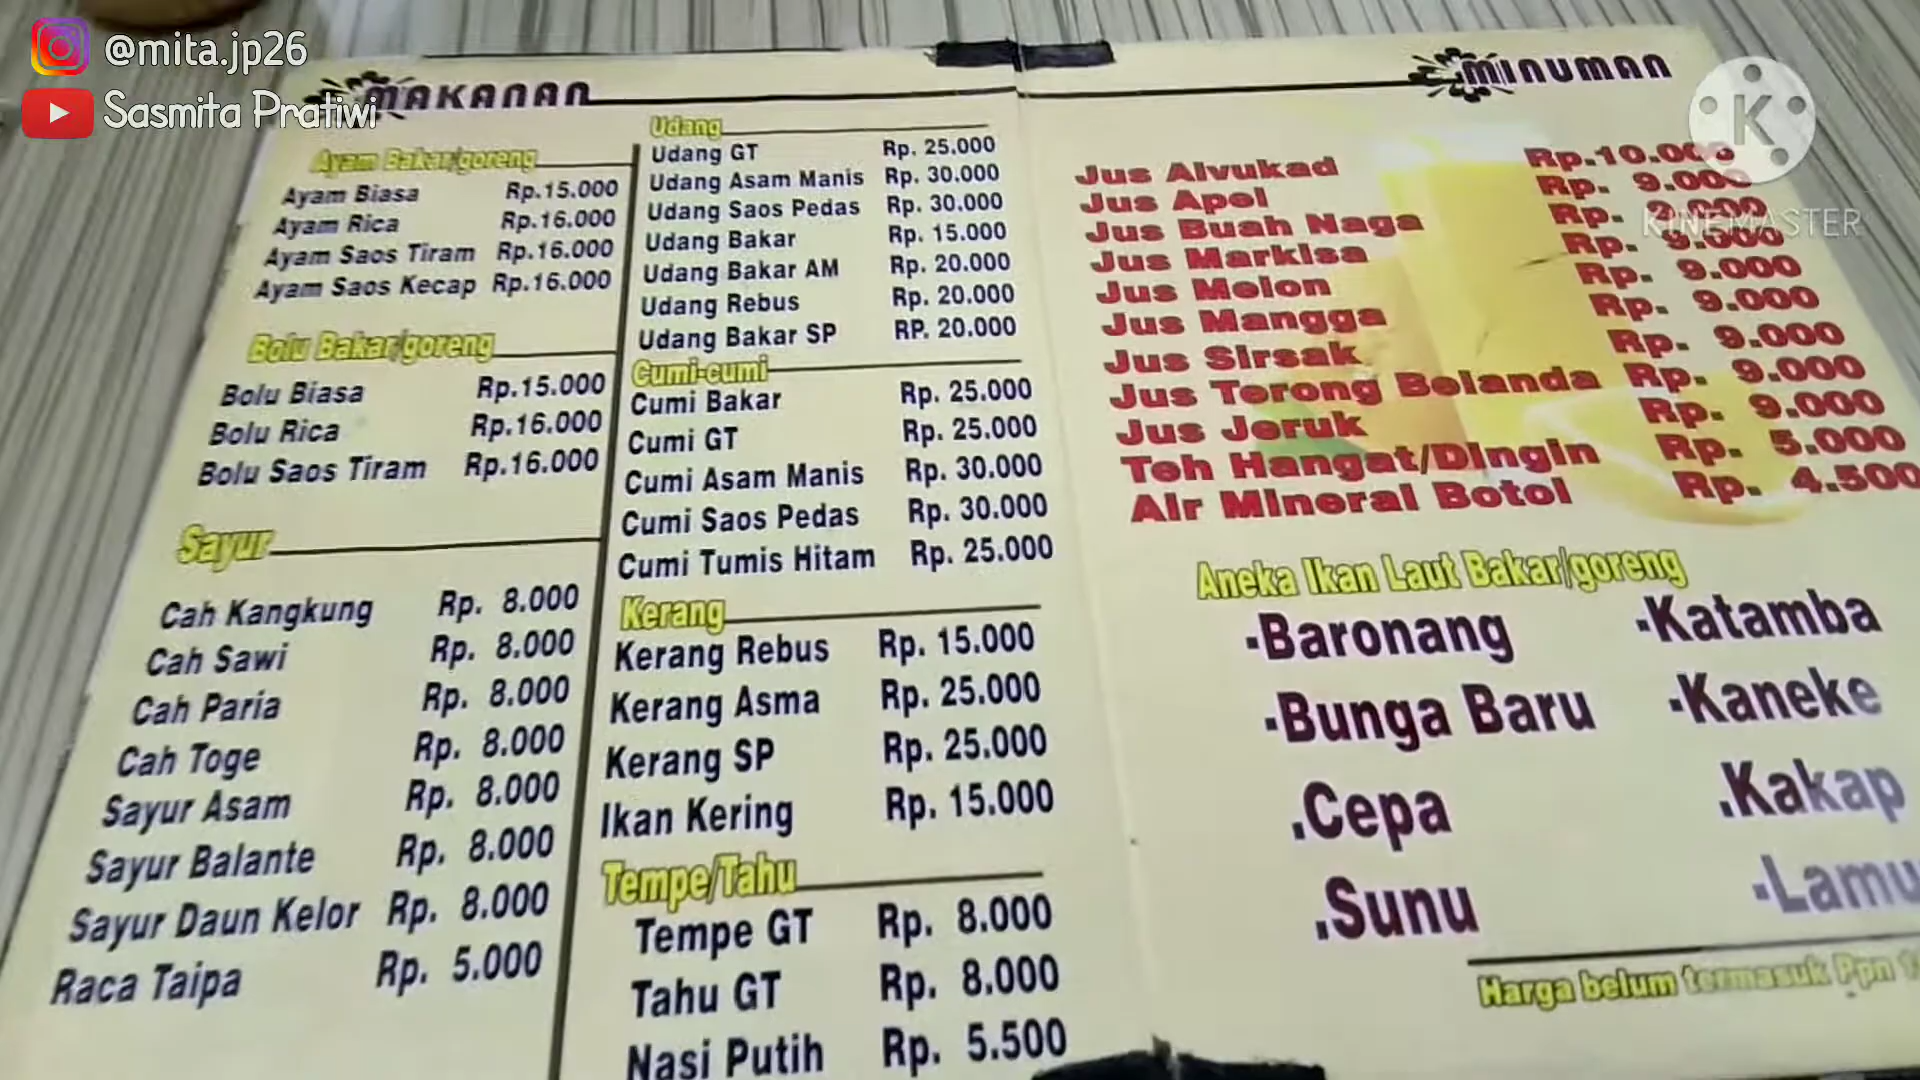 @mita.jp26
Sasmita Pratiwi
MAKANAN
Ayam Bakar/goreng
Ayam Biasa Rp.15.000
Ayam Rica Rp.16.000
Ayam Saos Tiram Rp.16.000
Ayam Saos Kecap Rp.16.000
Bolu Bakar/goreng
Bolu Biasa Rp.15.000
Bolu Rica Rp.16.000
Bolu Saos Tiram Rp.16.000
Sayur
Cah Kangkung Rp. 8.000
Cah Sawi Rp. 8.000
Cah Paria Rp. 8.000
Cah Toge Rp. 8.000
Sayur Asam Rp. 8.000
Sayur Balante Rp. 8.000
Sayur Daun Kelor Rp. 8.000
Raca Taipa Rp. 5.000
Udang
Udang GT Rp. 25.000
Udang Asam Manis Rp. 30.000
Udang Saos Pedas Rp. 30.000
Udang Bakar Rp. 15.000
Udang Bakar AM Rp. 20.000
Udang Rebus Rp. 20.000
Udang Bakar SP RP. 20.000
Cumi-cumi
Cumi Bakar Rp. 25.000
Cumi GT Rp. 25.000
Cumi Asam Manis Rp. 30.000
Cumi Saos Pedas Rp. 30.000
Cumi Tumis Hitam Rp. 25.000
Kerang
Kerang Rebus Rp. 15.000
Kerang Asma Rp. 25.000
Kerang SP Rp. 25.000
Ikan Kering Rp. 15.000
Tempe/Tahu
Tempe GT Rp. 8.000
Tahu GT Rp. 8.000
Nasi Putih Rp. 5.500
MINUMAN
K
KINEMASTER
Jus Alvukad Rp.10.000
Jus Apel Rp. 9.000
Jus Buah Naga Rp. 9.000
Jus Markisa Rp. 9.000
Jus Melon Rp. 9.000
Jus Mangga Rp. 9.000
Jus Sirsak Rp. 9.000
Jus Terong Belanda Rp. 9.000
Jus Jeruk Rp. 9.000
Teh Hangat/Dingin Rp. 5.000
Air Mineral Botol Rp. 4.500
Aneka Ikan Laut Bakar/goreng
-Baronang -Katamba
-Bunga Baru -Kaneke
.Cepa .Kakap
.Sunu -Lamu
Harga belum termasuk Ppn